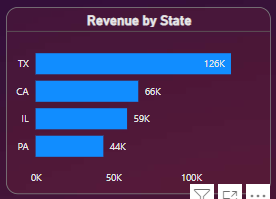 Revenue by State
TX 126K
CA 66K
IL 59K
PA 44K
0K 50K 100K